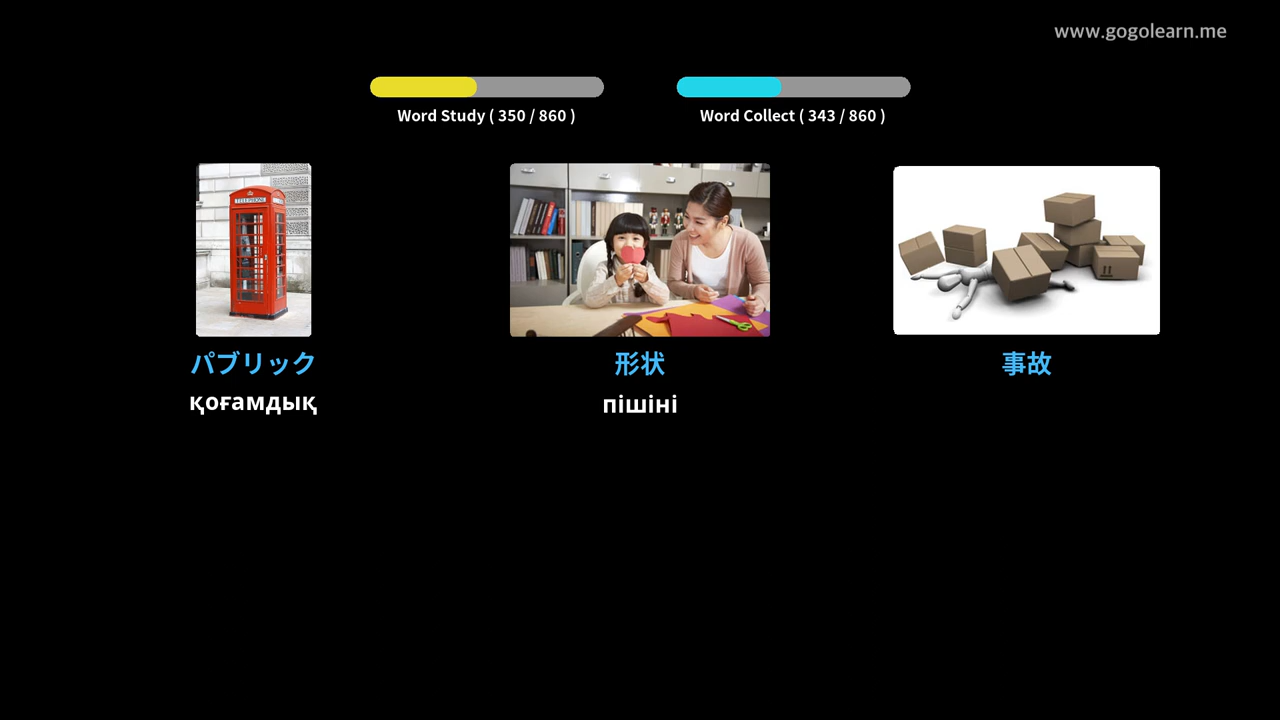 www.gogolearn.me
Word Study ( 350 / 860 )
Word Collect ( 343 / 860 )
TELEPHONE
パブリック
形状
事故
қоғамдық
пішіні